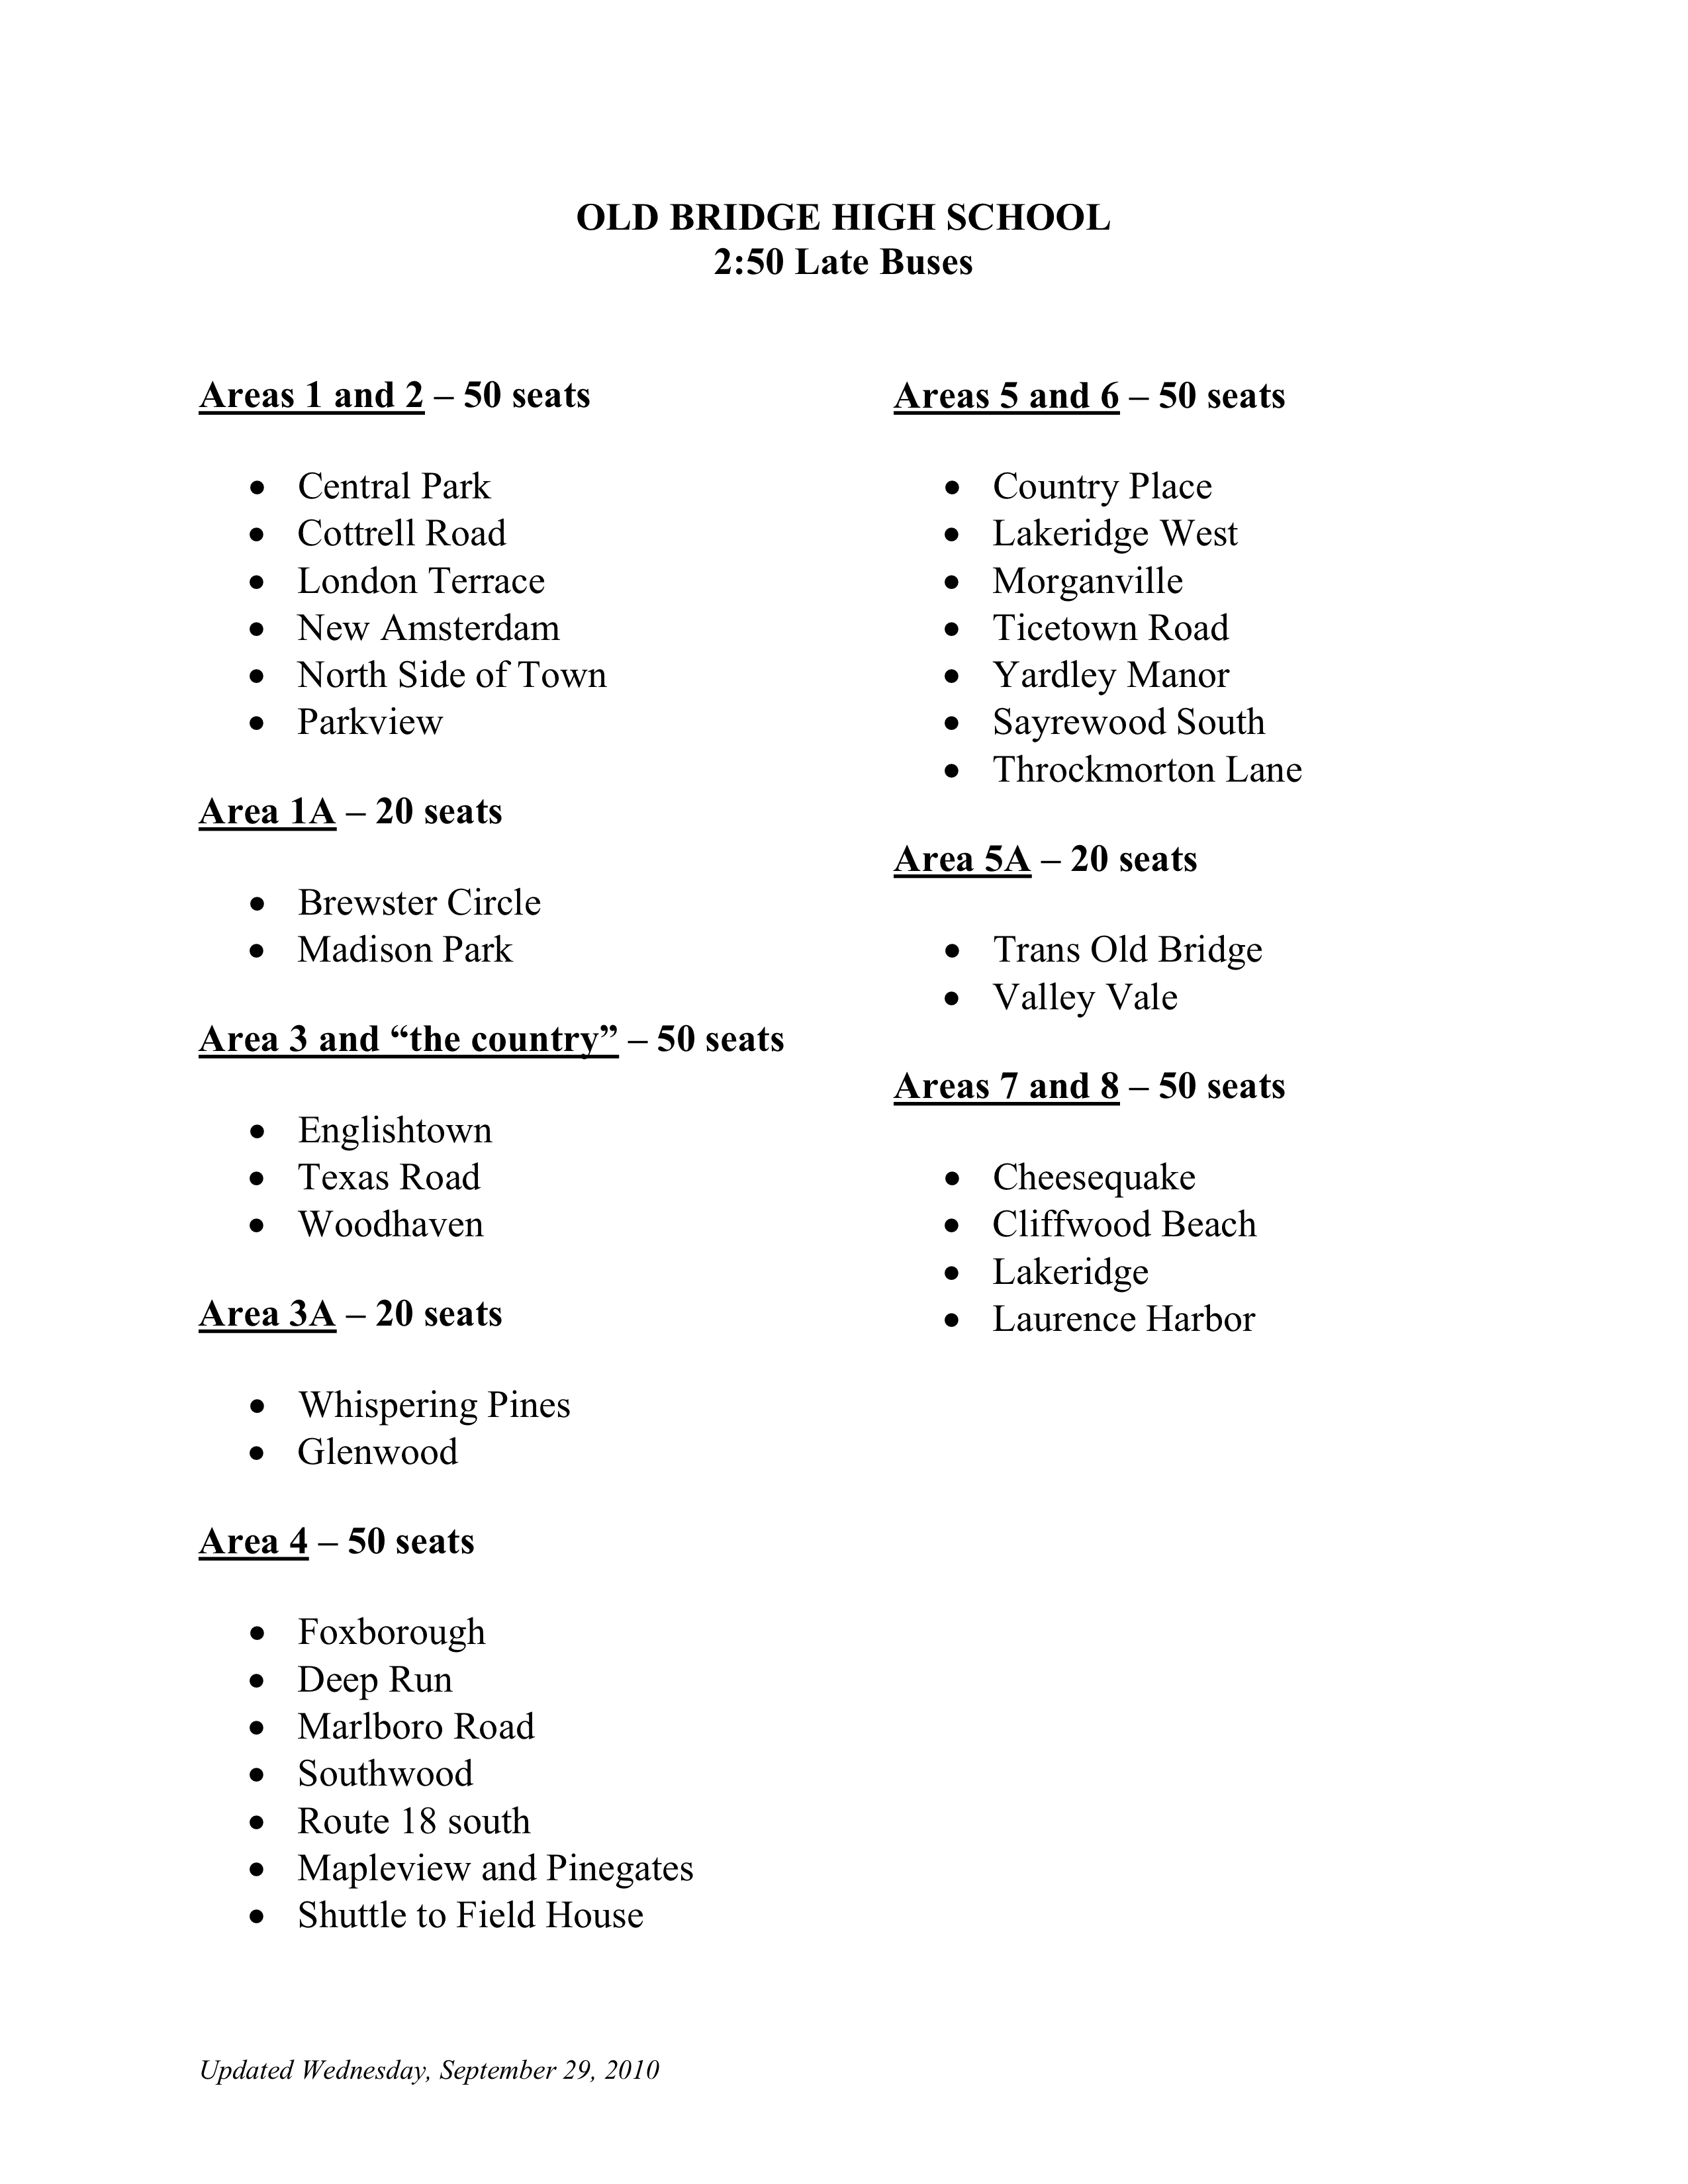 OLD BRIDGE HIGH SCHOOL
2:50 Late Buses
Areas 1 and 2 – 50 seats
• Central Park
• Cottrell Road
• London Terrace
• New Amsterdam
• North Side of Town
• Parkview
Area 1A – 20 seats
• Brewster Circle
• Madison Park
Area 3 and “the country” – 50 seats
• Englishtown
• Texas Road
• Woodhaven
Area 3A – 20 seats
• Whispering Pines
• Glenwood
Area 4 – 50 seats
• Foxborough
• Deep Run
• Marlboro Road
• Southwood
• Route 18 south
• Mapleview and Pinegates
• Shuttle to Field House
Areas 5 and 6 – 50 seats
• Country Place
• Lakeridge West
• Morganville
• Ticetown Road
• Yardley Manor
• Sayrewood South
• Throckmorton Lane
Area 5A – 20 seats
• Trans Old Bridge
• Valley Vale
Areas 7 and 8 – 50 seats
• Cheesequake
• Cliffwood Beach
• Lakeridge
• Laurence Harbor
Updated Wednesday, September 29, 2010